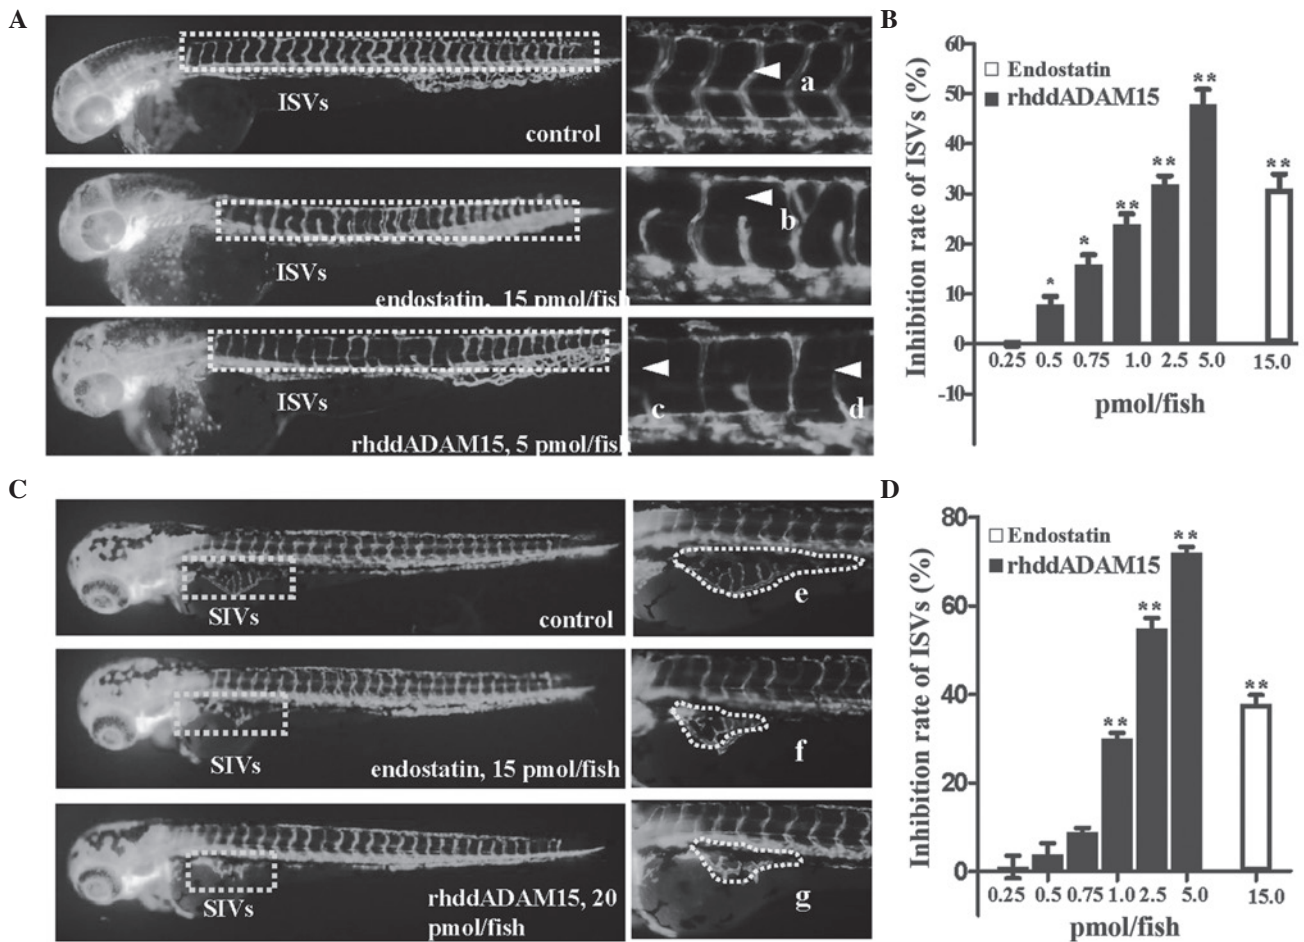 A
ISVs
control
a
ISVs
endostatin, 15 pmol/fish
b
ISVs
rhddADAM15, 5 pmol/fish
c
d
B
Inhibition rate of ISVs (%)
60
50
40
30
20
10
0
-10
Endostatin
rhddADAM15
*
*
**
**
**
**
0.25 0.5 0.75 1.0 2.5 5.0 15.0
pmol/fish
C
SIVs
control
e
SIVs
endostatin, 15 pmol/fish
f
SIVs
rhddADAM15, 20
pmol/fish
g
D
Inhibition rate of ISVs (%)
80
60
40
20
0
Endostatin
rhddADAM15
**
**
**
**
0.25 0.5 0.75 1.0 2.5 5.0 15.0
pmol/fish